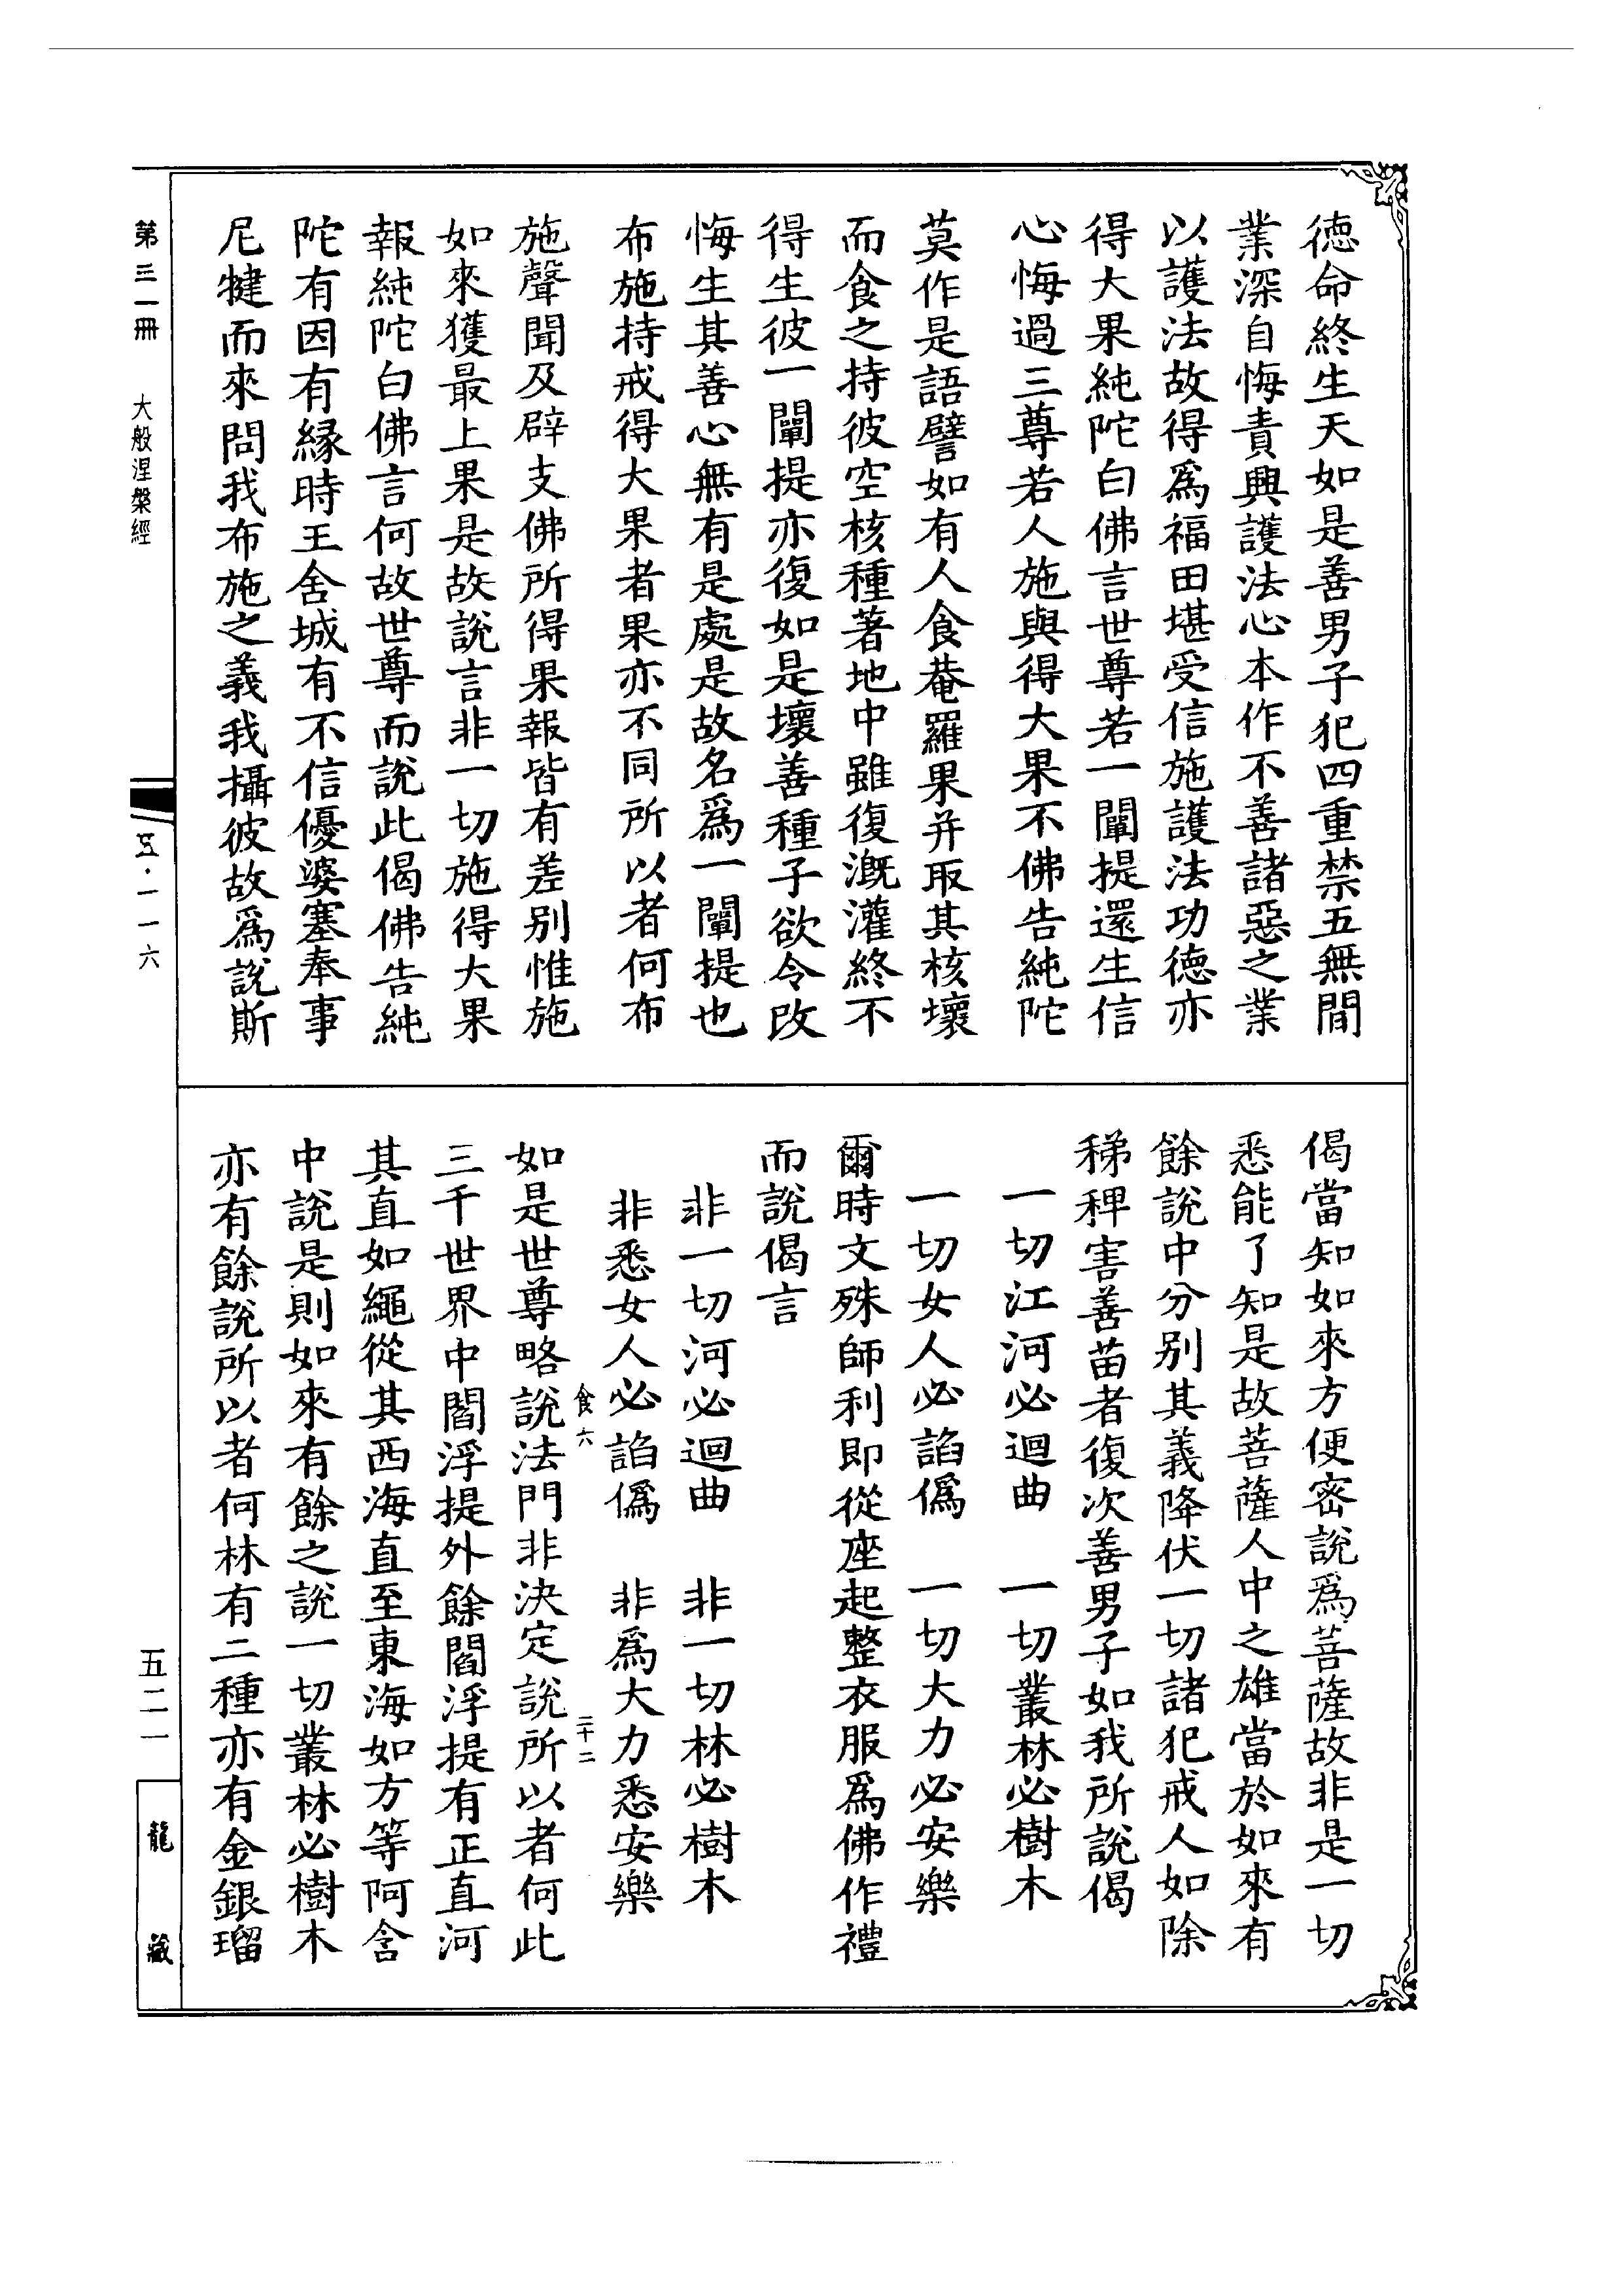 德命終生天如是善男子犯四重禁五無間
業深自悔責興護法心本作不善諸惡之業
以護法故得爲福田堪受信施護法功德亦
得大果純陀白佛言世尊若一闡提還生信
心悔過三尊若人施與得大果不佛告純陀
莫作是語譬如有人食菴羅果并取其核壞
而食之持彼空核種著地中雖復溉灌終不
得生彼一闡提亦復如是壞善種子欲令改
悔生其善心無有是處是故名爲一闡提也
布施持戒得大果者果亦不同所以者何布
施聲聞及辟支佛所得果報皆有差别惟施
如來獲最上果是故說言非一切施得大果
報純陀白佛言何故世尊而說此偈佛告純
陀有因有緣時王舍城有不信優婆塞奉事
尼犍而來問我布施之義我攝彼故爲說斯
偈當知如來方便密說爲菩薩故非是一切
悉能了知是故菩薩人中之雄當於如來有
餘說中分别其義降伏一切諸犯戒人如除
稊稗害善苗者復次善男子如我所說偈
一切江河必迴曲　一切叢林必樹木
一切女人必諂僞　一切大力必安樂
爾時文殊師利即從座起整衣服爲佛作禮
而說偈言
非一切河必迴曲　非一切林必樹木
非悉女人必諂僞　非爲大力悉安樂
食六　二十二
如是世尊略說法門非決定說所以者何此
三千世界中閻浮提外餘閻浮提有正直河
其直如繩從其西海直至東海如方等阿含
中說是則如來有餘之說一切叢林必樹木
亦有餘說所以者何林有二種亦有金銀瑠
第三一冊　大般涅槃經　五·一一六　五二一　龍藏